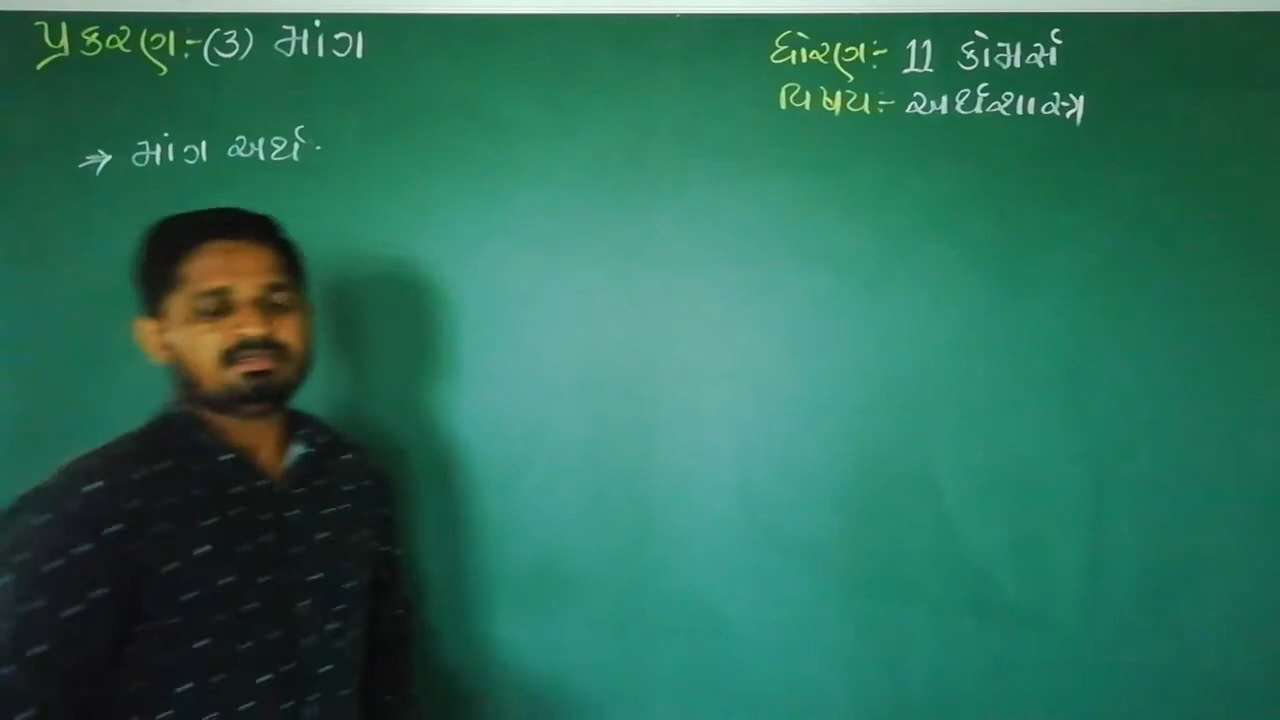 પ્રકરણ:-(3) માંગ
ધોરણ:- 11 કોમર્સ
વિષય:- અર્થશાસ્ત્ર
⇒ માંગ અર્થ.